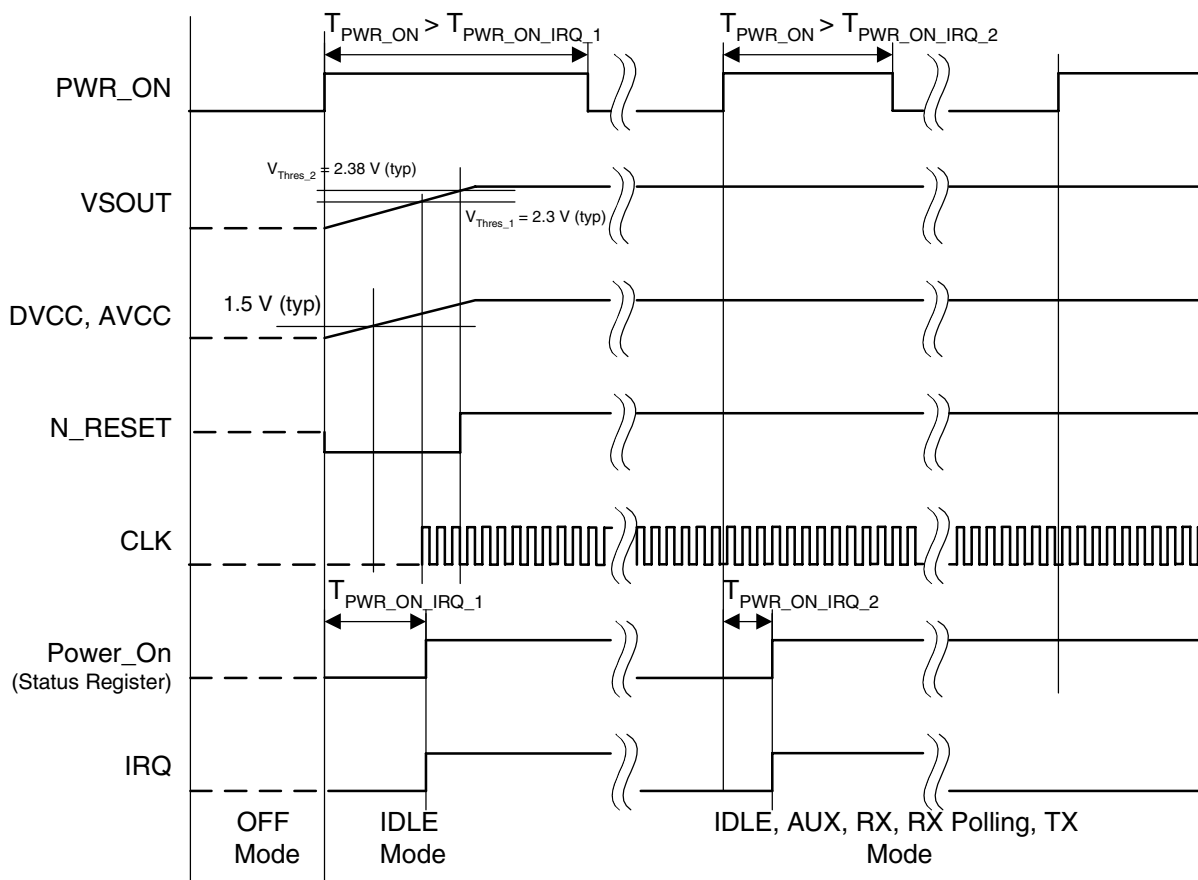 T_PWR_ON > T_PWR_ON_IRQ_1
T_PWR_ON > T_PWR_ON_IRQ_2
PWR_ON
V_Thres_2 = 2.38 V (typ)
VSOUT
V_Thres_1 = 2.3 V (typ)
1.5 V (typ)
DVCC, AVCC
N_RESET
CLK
T_PWR_ON_IRQ_1
T_PWR_ON_IRQ_2
Power_On
(Status Register)
IRQ
OFF
Mode
IDLE
Mode
IDLE, AUX, RX, RX Polling, TX
Mode